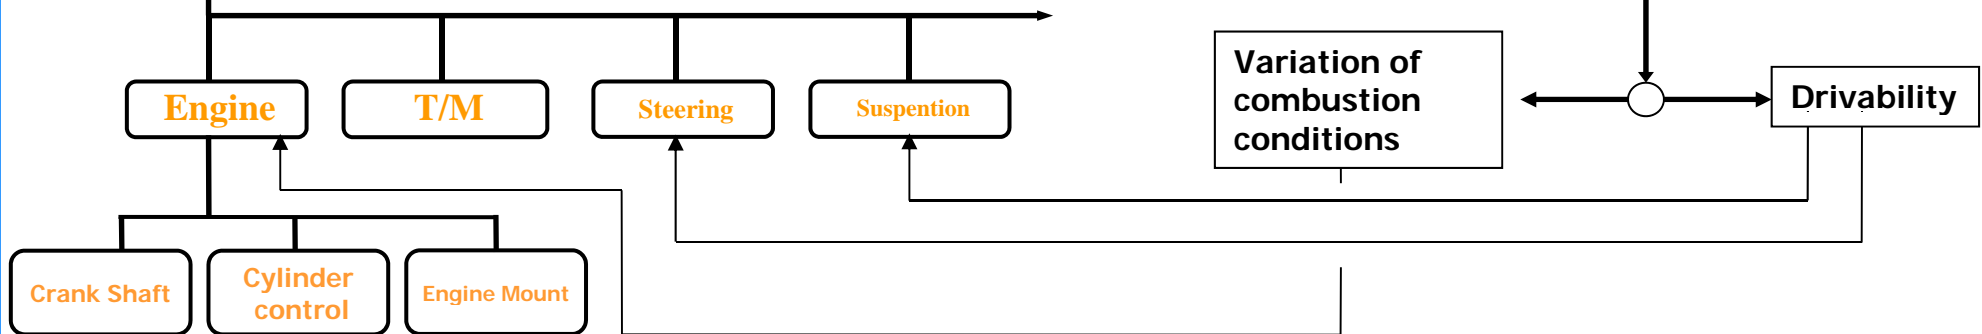 Engine
T/M
Steering
Suspention
Variation of
combustion
conditions
Drivability
Crank Shaft
Cylinder
control
Engine Mount